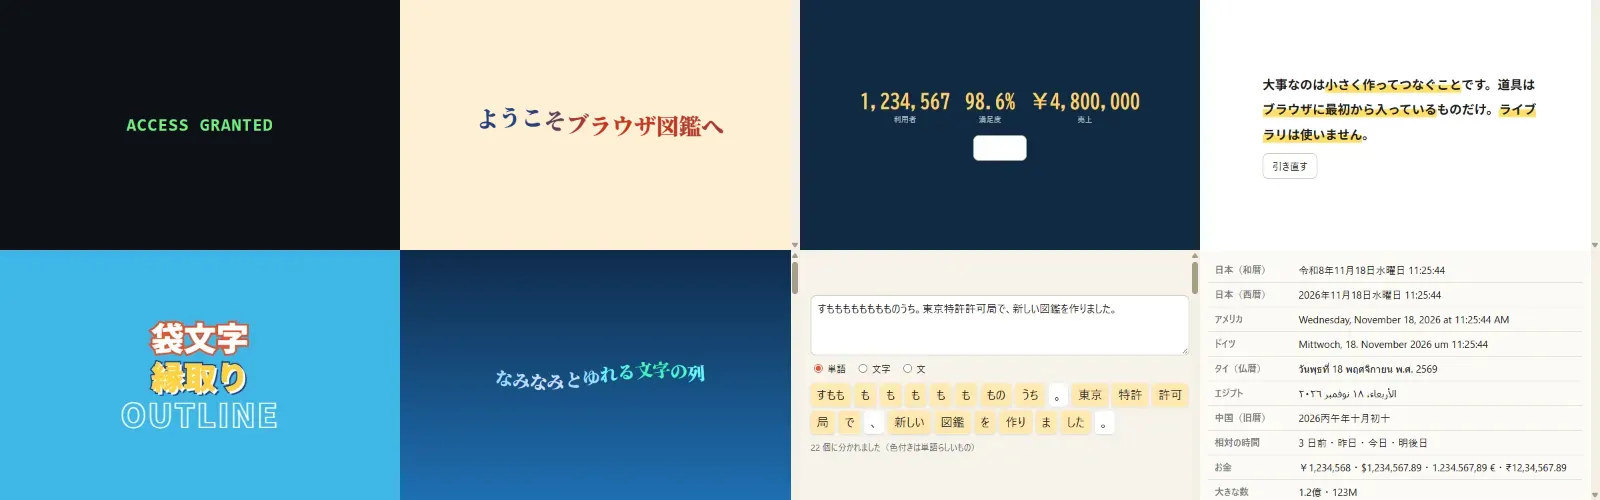 ACCESS GRANTED
ようこそブラウザ図鑑へ
1,234,567 98.6% ¥4,800,000
利用者 満足度 売上
大事なのは小さく作ってつなぐことです。道具は
ブラウザに最初から入っているものだけ。ライブ
ラリは使いません。
引き直す
袋文字
縁取り
OUTLINE
なみなみとゆれる文字の列
すもももももももものうち。東京特許許可局で、新しい図鑑を作りました。
単語 文字 文
すもも も も も も も もの うち 。 東京 特許 許可
局 で 、 新しい 図鑑 を 作り ま した 。
22 個に分かれました（色付きは単語らしいもの）
日本（和暦） 令和8年11月18日水曜日 11:25:44
日本（西暦） 2026年11月18日水曜日 11:25:44
アメリカ Wednesday, November 18, 2026 at 11:25:44 AM
ドイツ Mittwoch, 18. November 2026 um 11:25:44
タイ（仏暦） วันพุธที่ 18 พฤศจิกายน พ.ศ. 2569
エジプト الأربعاء، ١٨ نوفمبر ٢٠٢٦
中国（旧暦） 2026丙午年十月初十
相対の時間 3 日前・昨日・今日・明後日
お金 ￥1,234,568・$1,234,567.89・1.234.567,89 €・₹12,34,567.89
大きな数 1.2億・123M